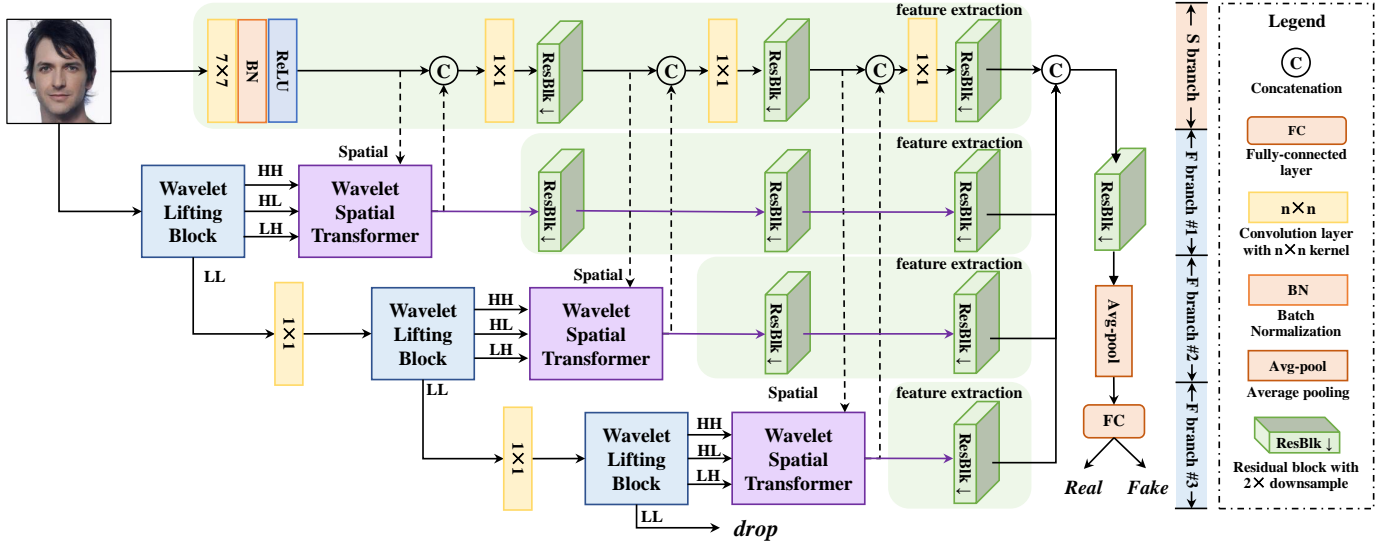 feature extraction
7×7
BN
ReLU
C
1×1
ResBlk ↓
C
1×1
ResBlk ↓
C
1×1
ResBlk ↓
C
Spatial
feature extraction
Wavelet
Lifting
Block
HH
HL
LH
LL
Wavelet
Spatial
Transformer
ResBlk ↓
ResBlk ↓
ResBlk ↓
ResBlk ↓
Spatial
feature extraction
1×1
Wavelet
Lifting
Block
HH
HL
LH
LL
Wavelet
Spatial
Transformer
ResBlk ↓
ResBlk ↓
Avg-pool
Spatial
feature extraction
1×1
Wavelet
Lifting
Block
HH
HL
LH
LL
drop
Wavelet
Spatial
Transformer
ResBlk ↓
FC
Real
Fake
S branch
F branch #1
F branch #2
F branch #3
Legend
C
Concatenation
FC
Fully-connected
layer
n×n
Convolution layer
with n×n kernel
BN
Batch
Normalization
Avg-pool
Average pooling
ResBlk ↓
Residual block with
2× downsample